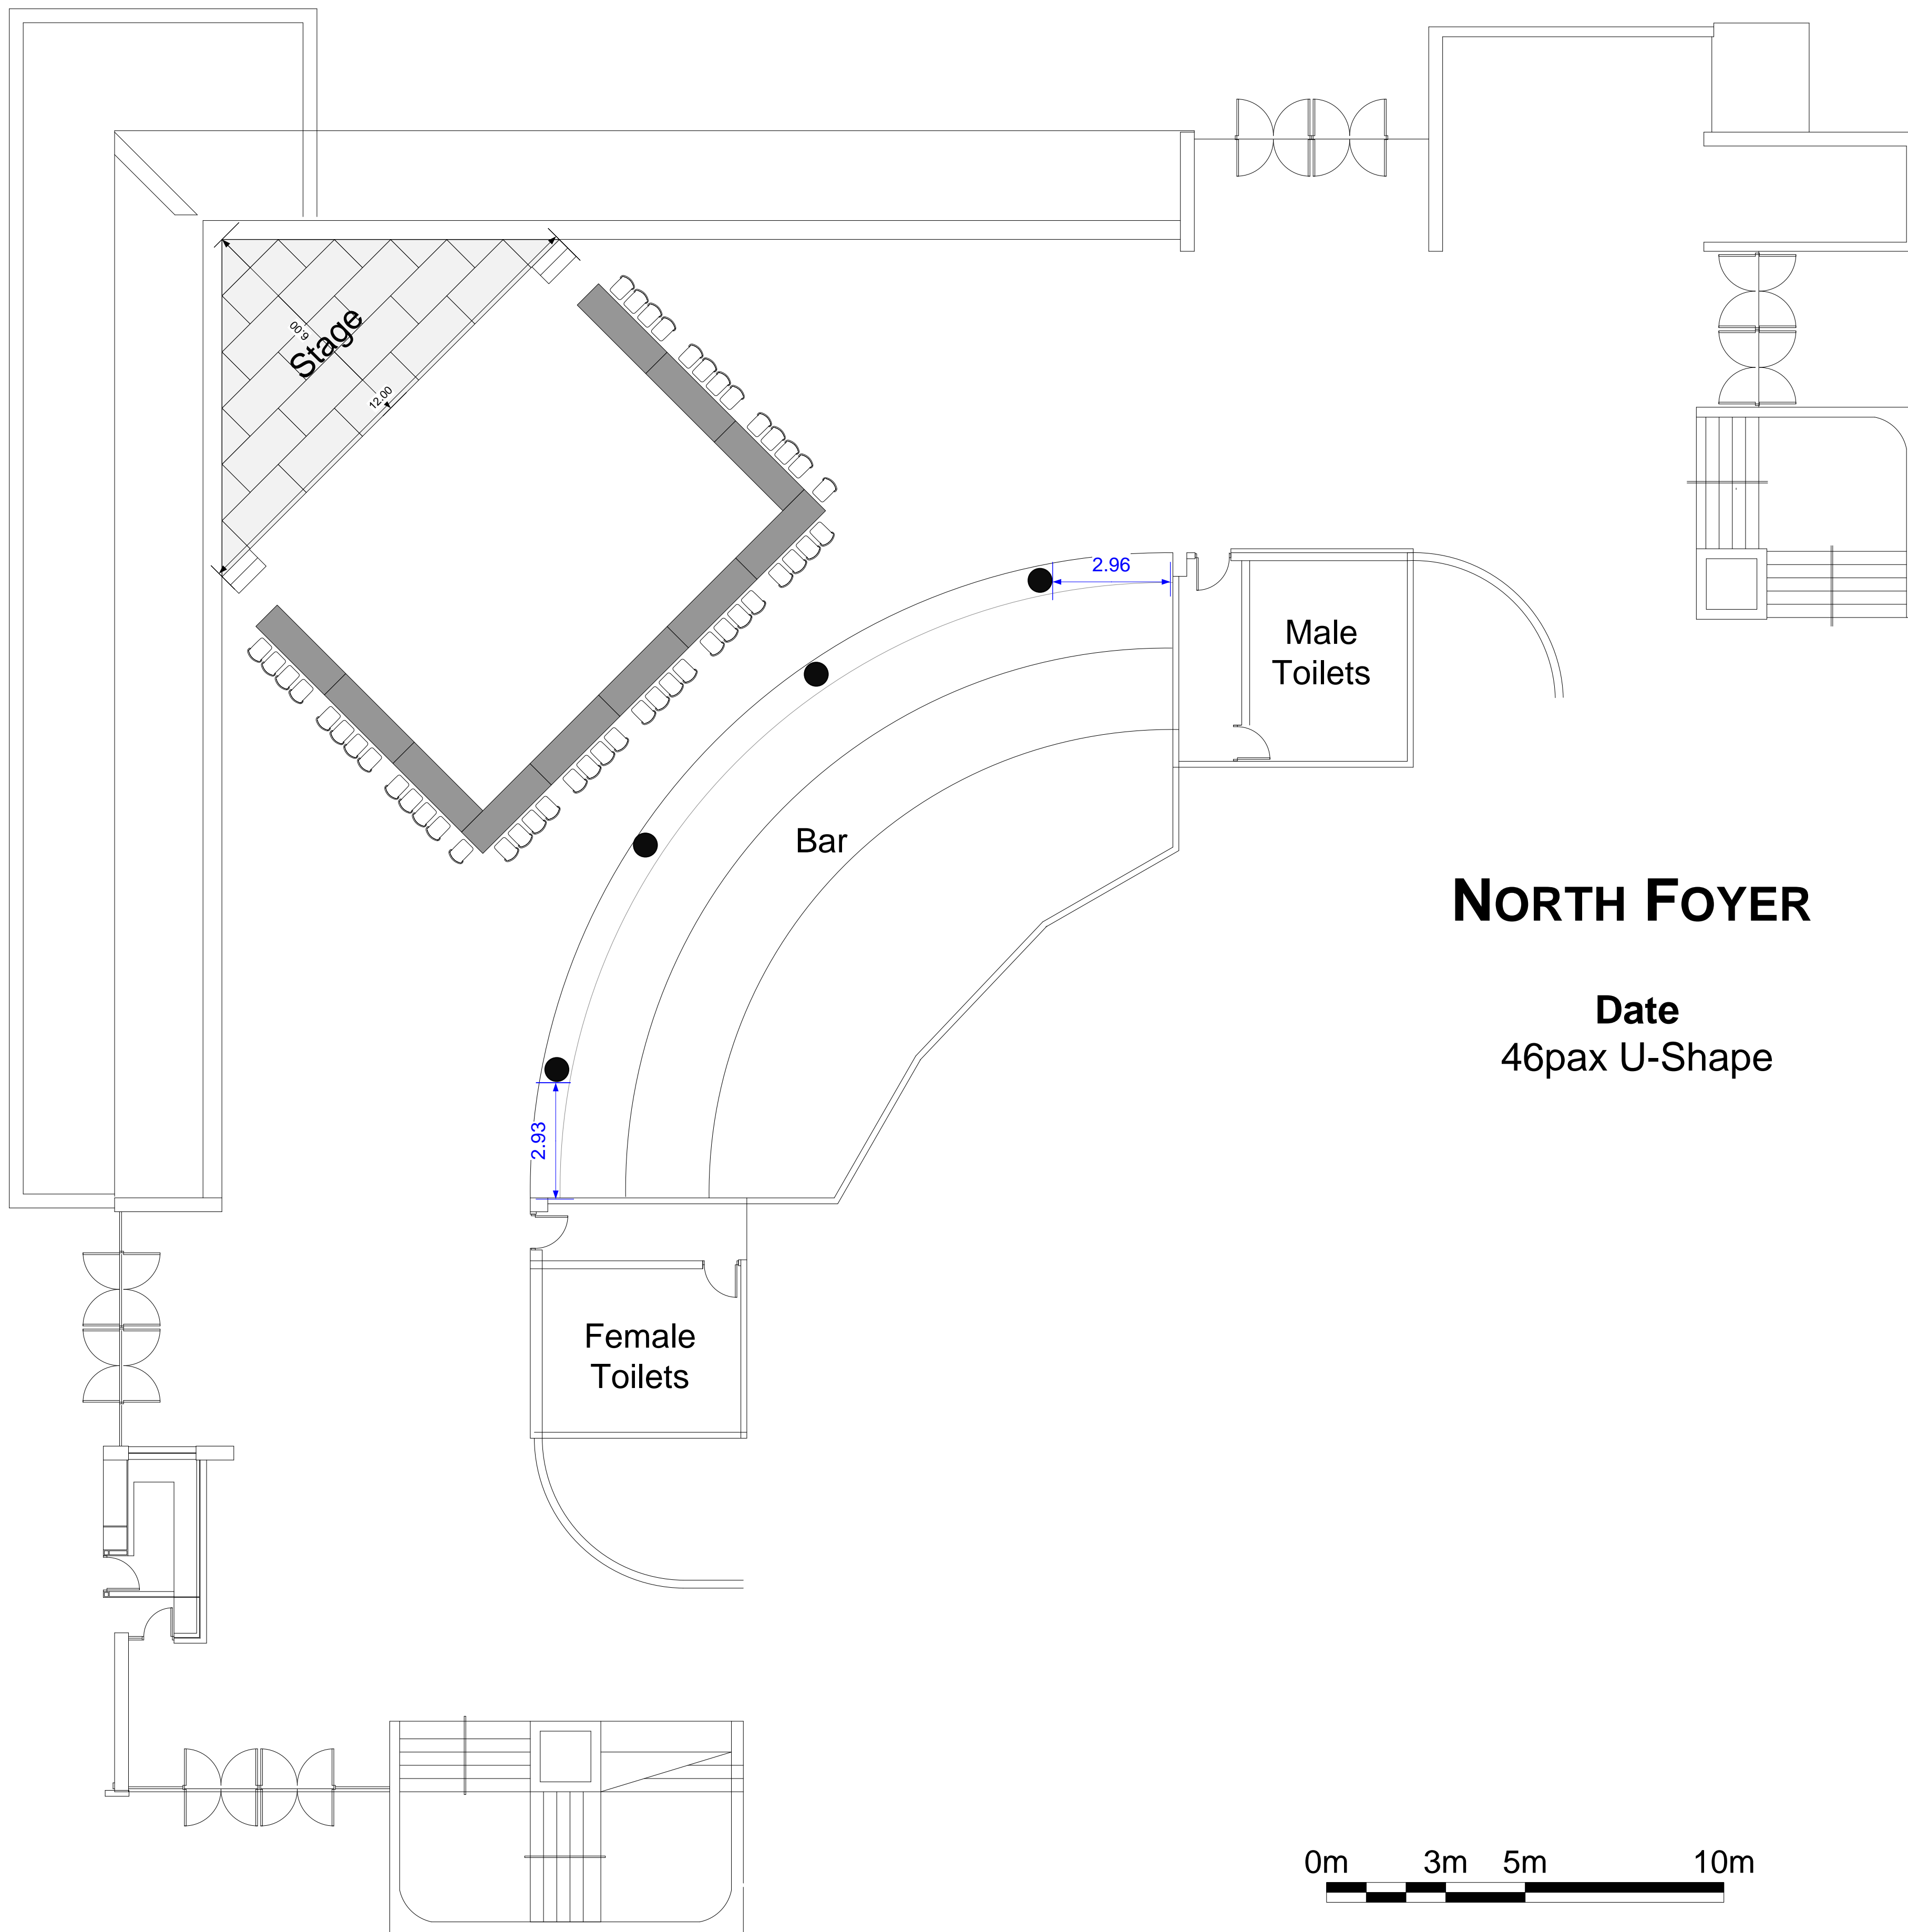 Stage
6.00
12.00
2.96
Male
Toilets
Bar
NORTH FOYER
Date
46pax U-Shape
2.93
Female
Toilets
0m 3m 5m 10m